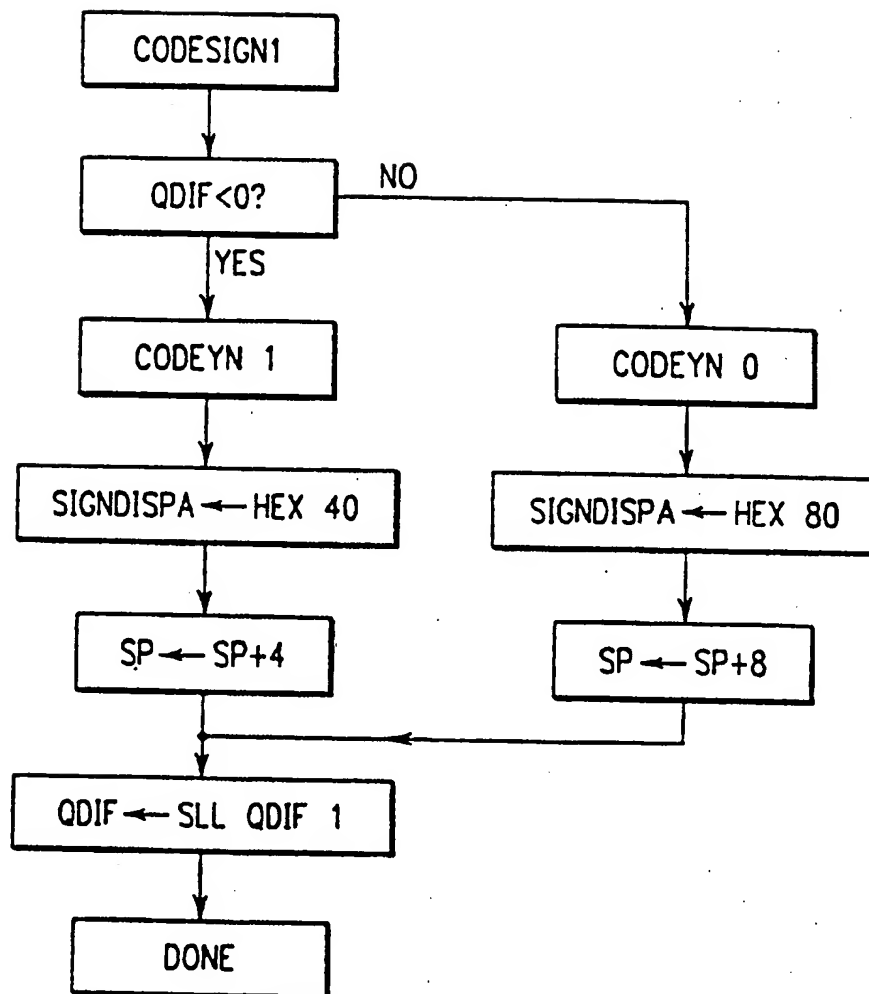 CODESIGN1
QDIF<0?
NO
YES
CODEYN 1
CODEYN 0
SIGNDISPA ← HEX 40
SIGNDISPA ← HEX 80
SP ← SP+4
SP ← SP+8
QDIF ← SLL QDIF 1
DONE